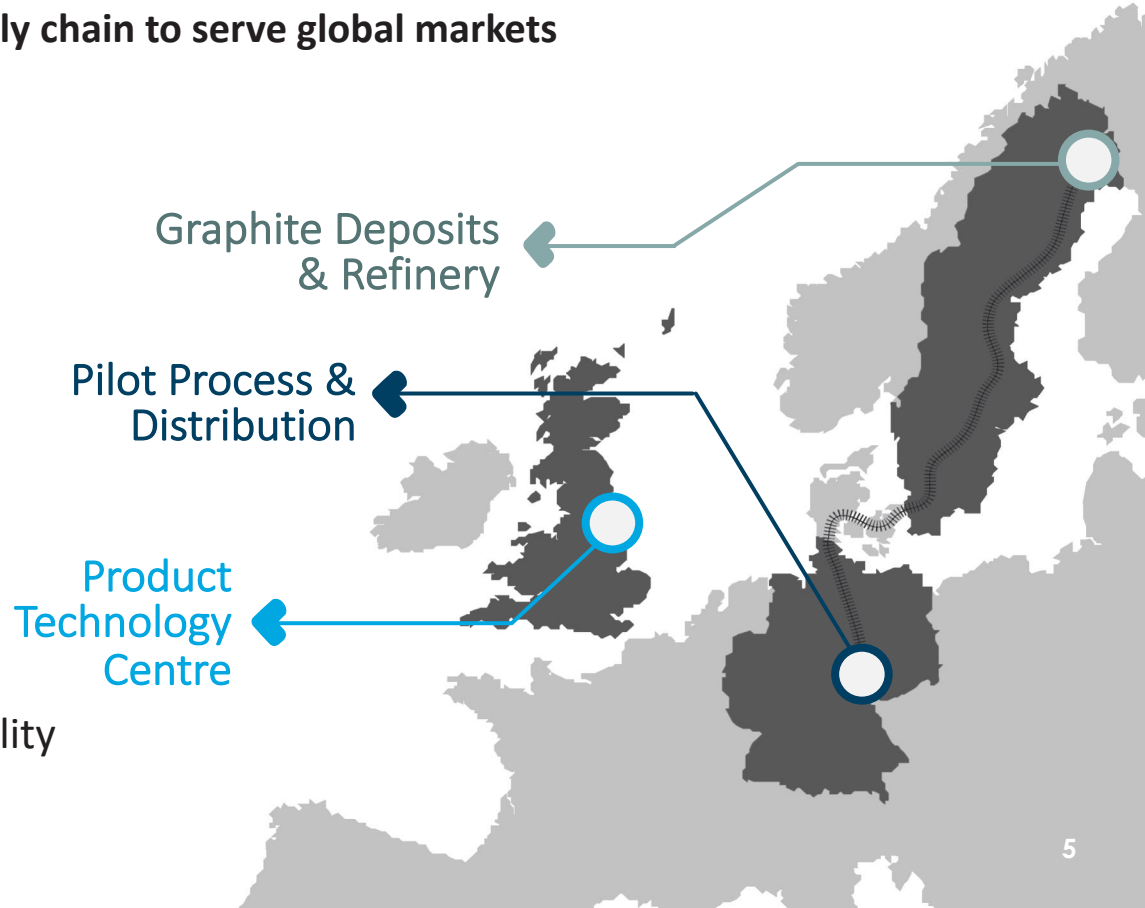 ly chain to serve global markets
Graphite Deposits
& Refinery
Pilot Process &
Distribution
Product
Technology
Centre
lity
5